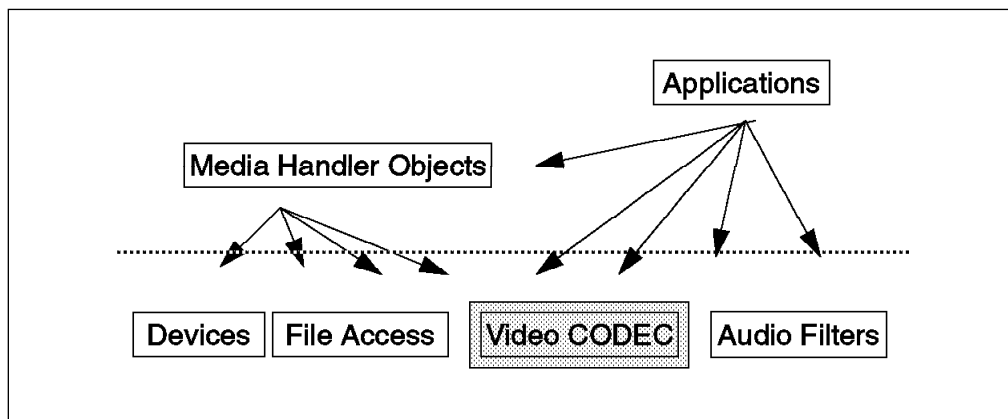 Applications
Media Handler Objects
Devices
File Access
Video CODEC
Audio Filters